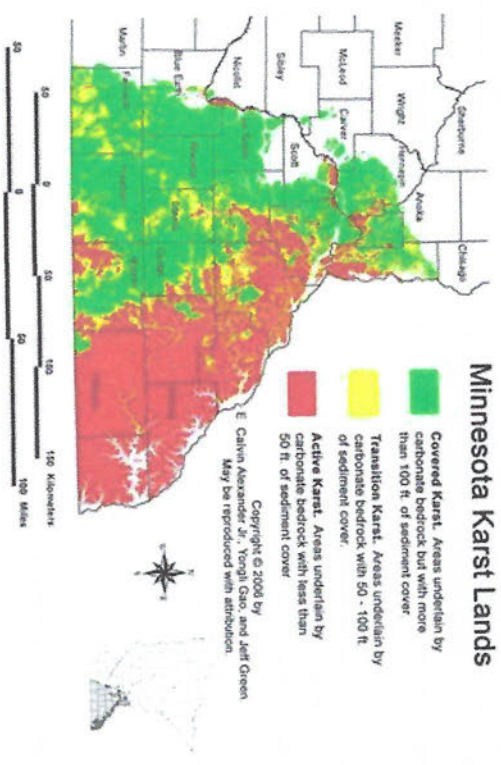 Minnesota Karst Lands
Covered Karst. Areas underlain by
carbonate bedrock but with more
than 100 ft. of sediment cover
Transition Karst. Areas underlain by
carbonate bedrock with 50 - 100 ft.
of sediment cover.
Active Karst. Areas underlain by
carbonate bedrock with less than
50 ft. of sediment cover
Copyright © 2006 by
E Calvin Alexander Jr., Yongli Gao, and Jeff Green
May be reproduced with attribution.
Chisago
Sherburne
Anoka
Meeker
Wright
Hennepin
McLeod
Carver
Scott
Sibley
Nicollet
Blue Earth
Martin
50 0 50 100 150 Kilometers
50 0 50 100 Miles